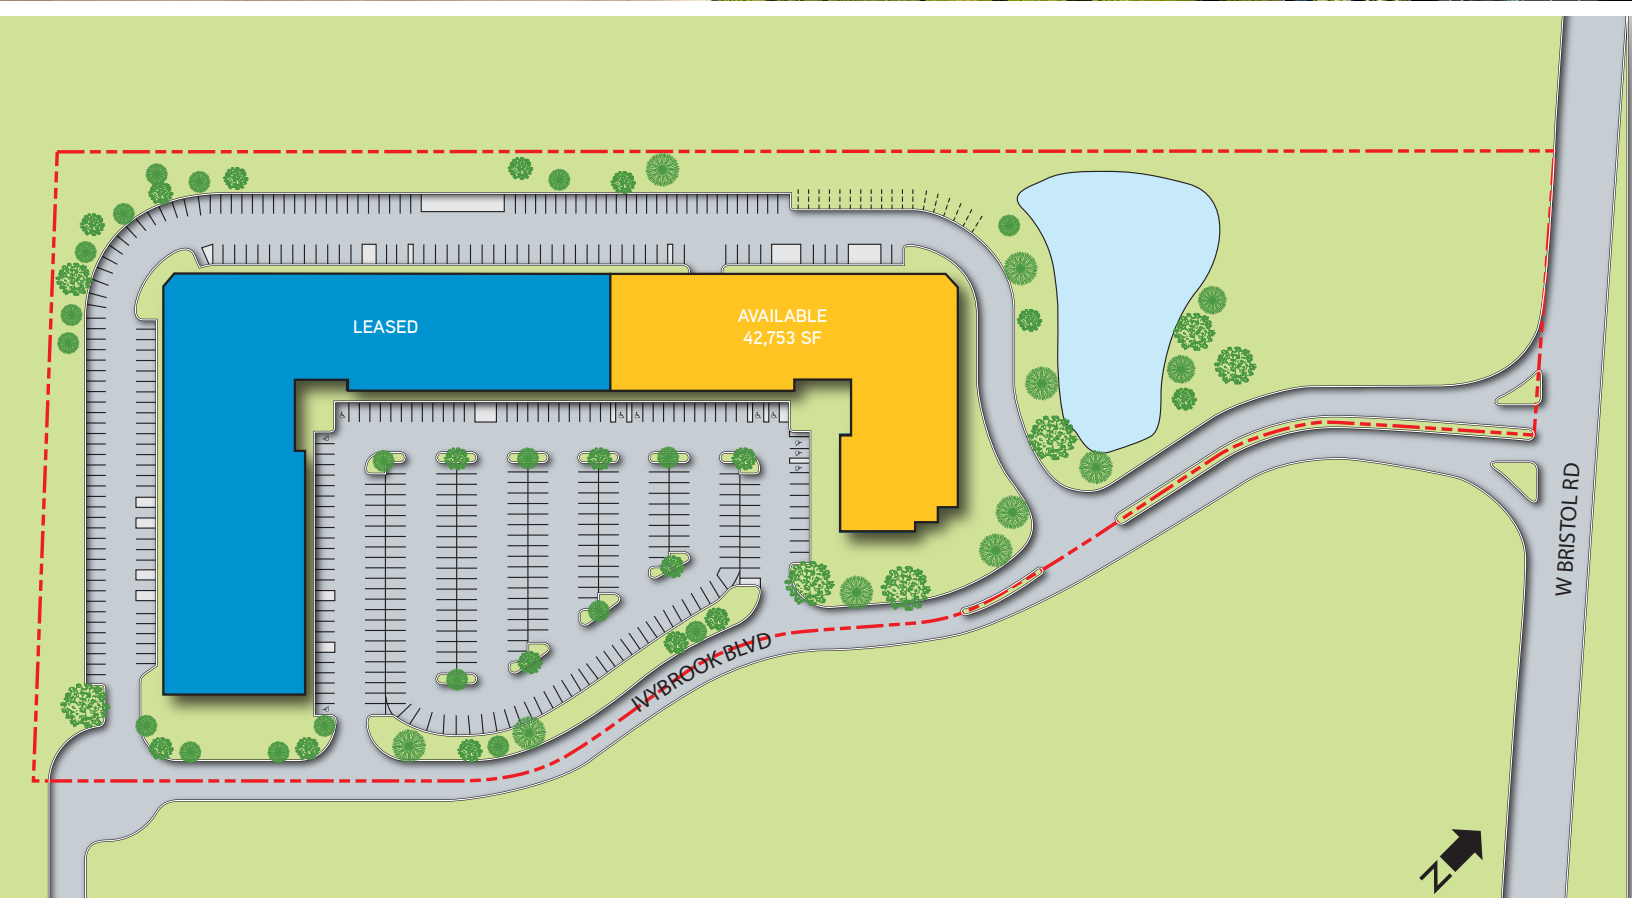 LEASED
AVAILABLE
42,753 SF
IVYBROOK BLVD
W BRISTOL RD
N